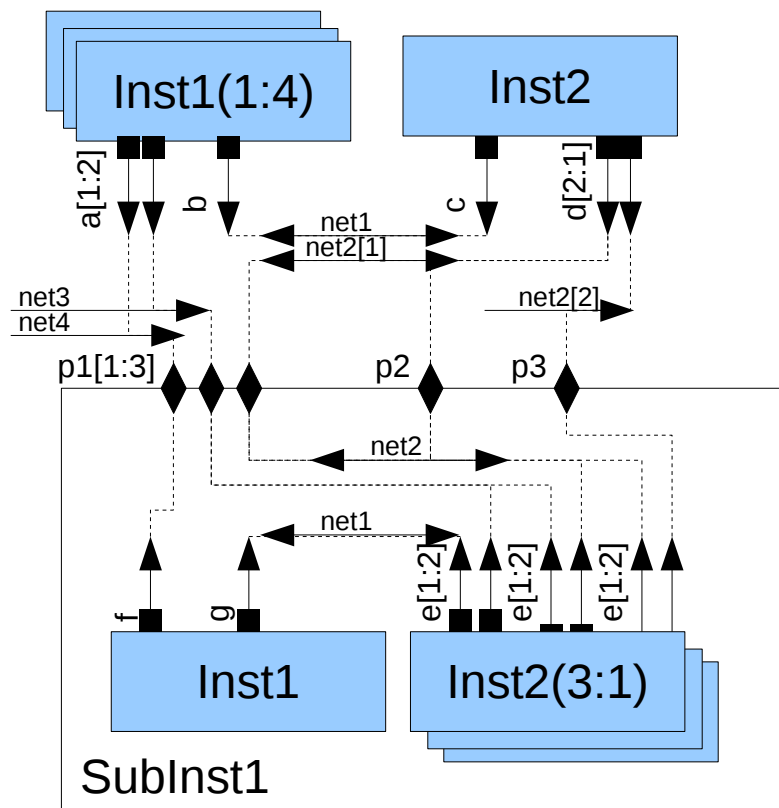 Inst1(1:4)
Inst2
a[1:2]
b
c
d[2:1]
net1
net2[1]
net3
net2[2]
net4
p1[1:3]
p2
p3
net2
net1
f
g
e[1:2]
e[1:2]
e[1:2]
Inst1
Inst2(3:1)
SubInst1